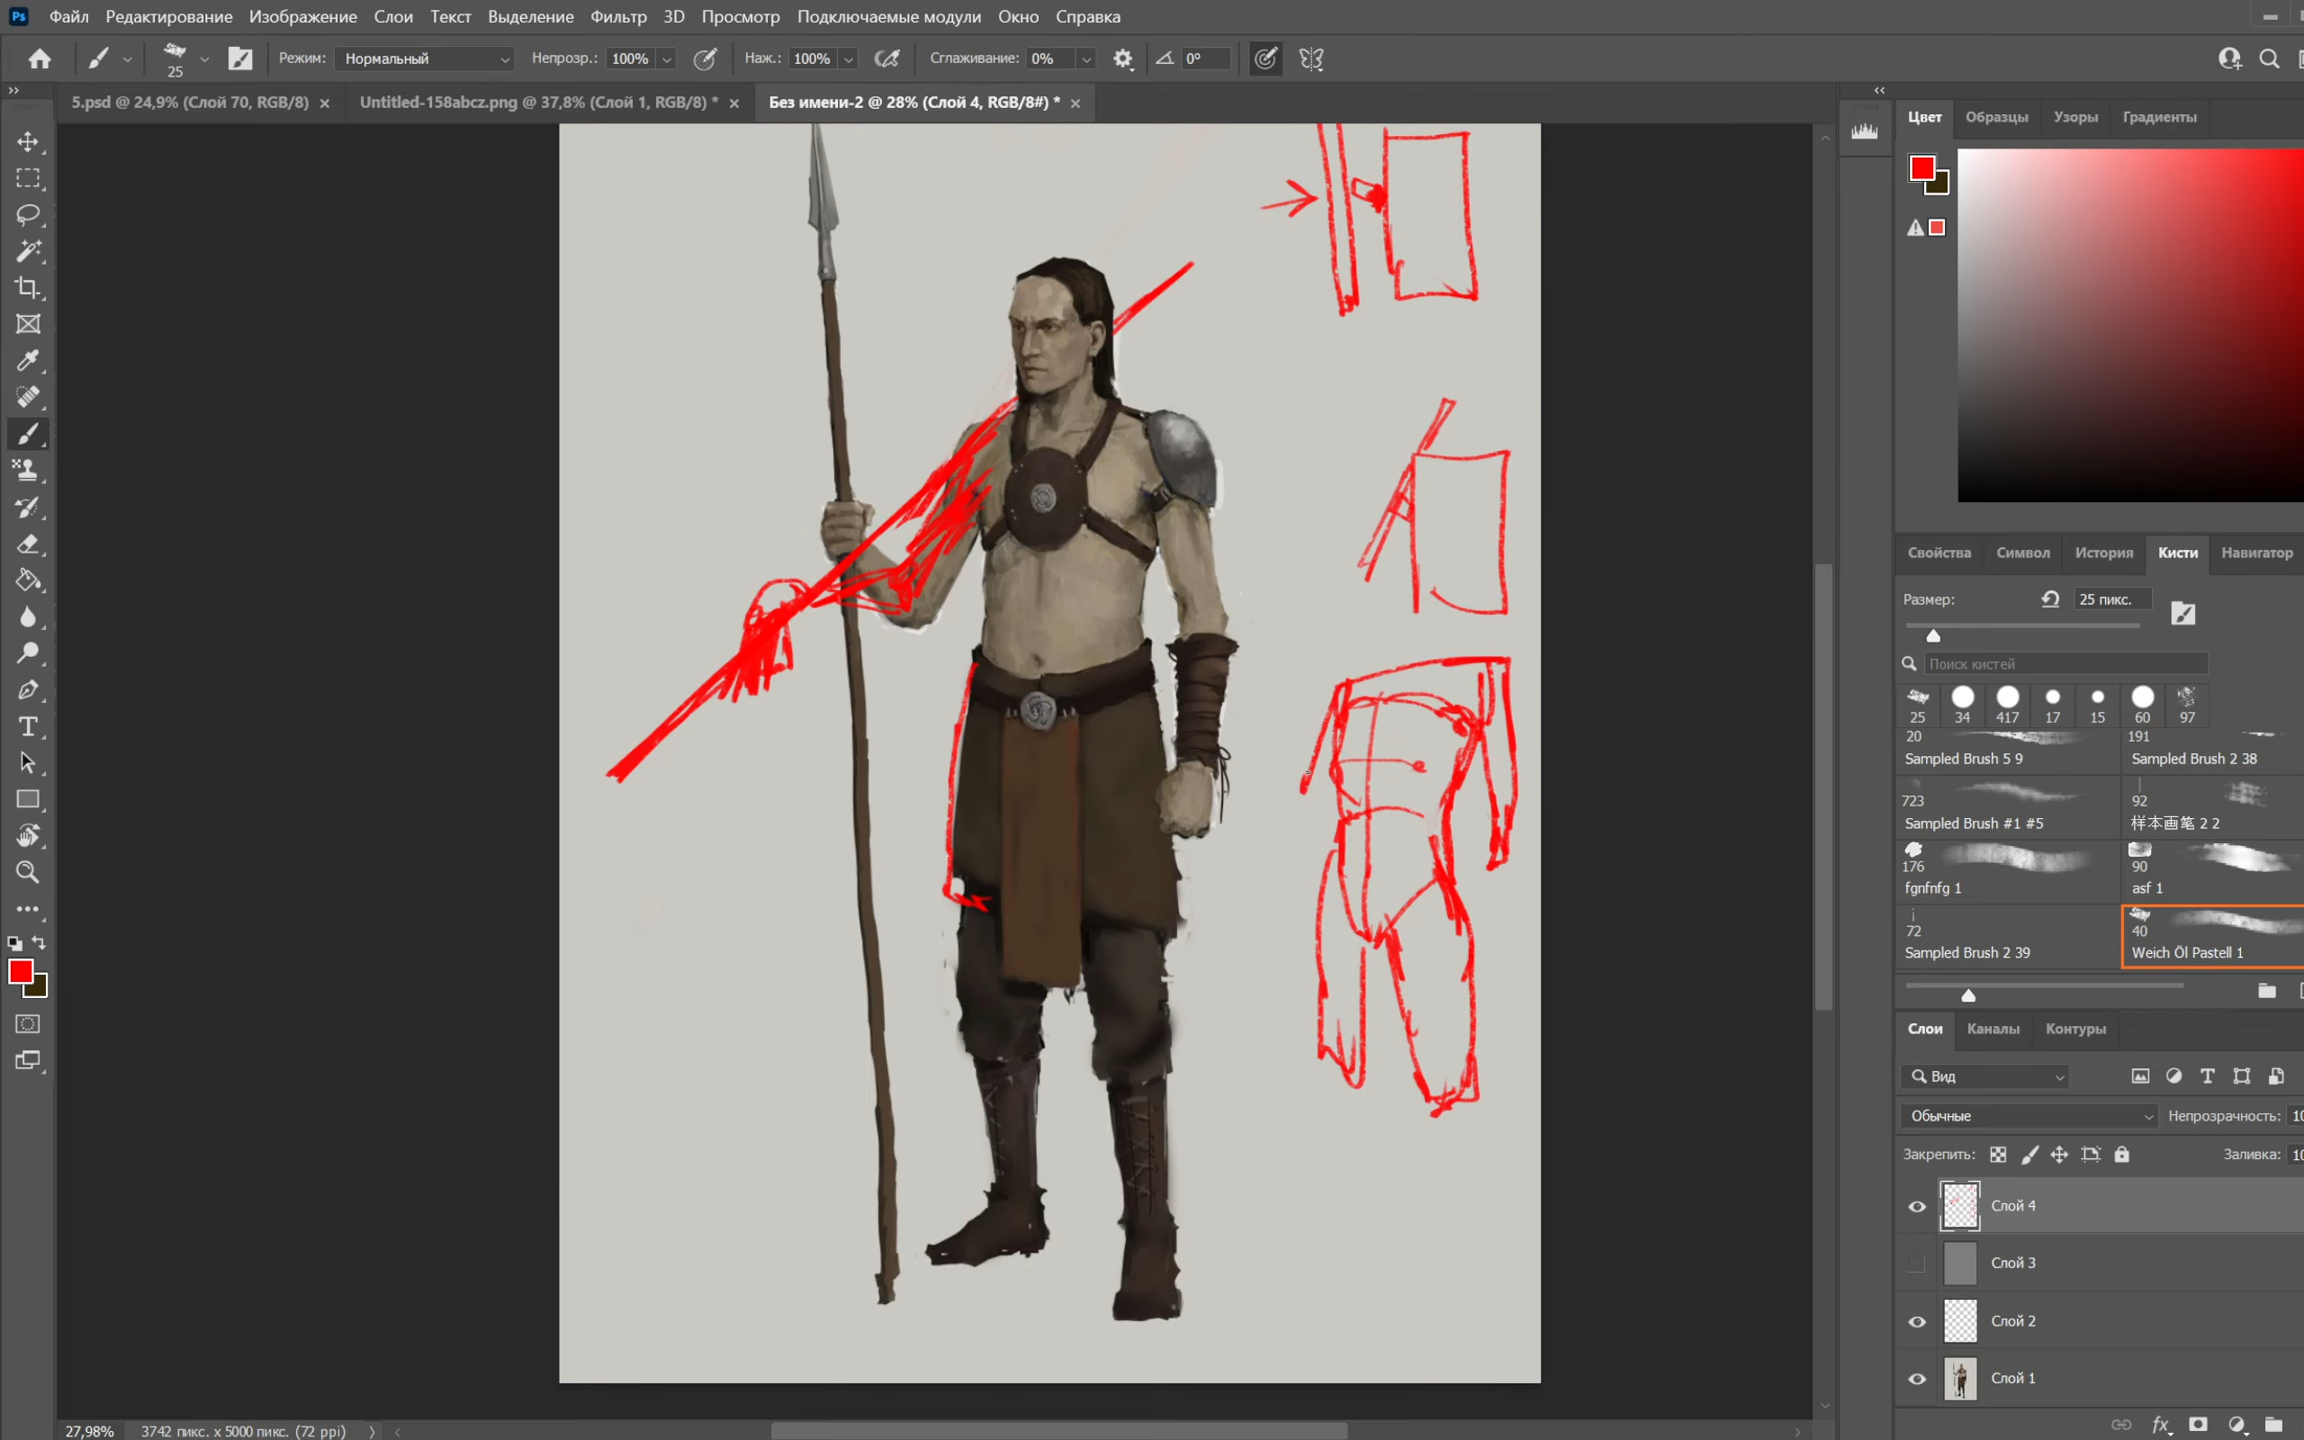 Ps Файл Редактирование Изображение Слои Текст Выделение Фильтр 3D Просмотр Подключаемые модули Окно Справка
25 Режим: Нормальный Непрозр.: 100% Наж.: 100% Сглаживание: 0% 0°
5.psd @ 24,9% (Слой 70, RGB/8) Untitled-158abcz.png @ 37,8% (Слой 1, RGB/8) * Без имени-2 @ 28% (Слой 4, RGB/8#) *
Цвет Образцы Узоры Градиенты
Свойства Символ История Кисти Навигатор
Размер: 25 пикс.
Поиск кистей
25 34 417 17 15 60 97
20 191
Sampled Brush 5 9 Sampled Brush 2 38
723 92
Sampled Brush #1 #5 样本画笔 2 2
176 90
fgnfnfg 1 asf 1
72 40
Sampled Brush 2 39 Weich Öl Pastell 1
Слои Каналы Контуры
Вид
Обычные Непрозрачность: 10
Закрепить: Заливка: 10
Слой 4
Слой 3
Слой 2
Слой 1
27,98% 3742 пикс. x 5000 пикс. (72 ppi)